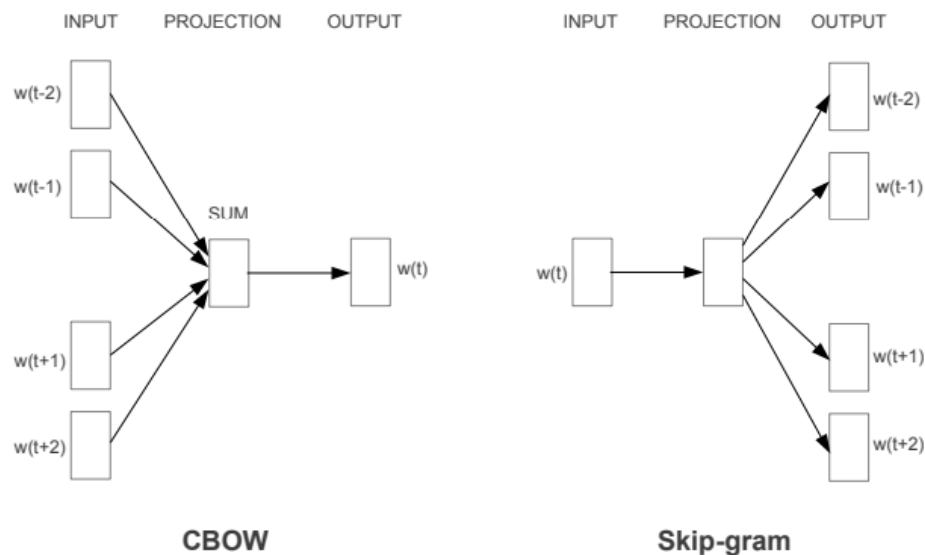 INPUT PROJECTION OUTPUT
w(t-2)
w(t-1)
SUM
w(t)
w(t+1)
w(t+2)
CBOW
INPUT PROJECTION OUTPUT
w(t-2)
w(t-1)
w(t)
w(t+1)
w(t+2)
Skip-gram